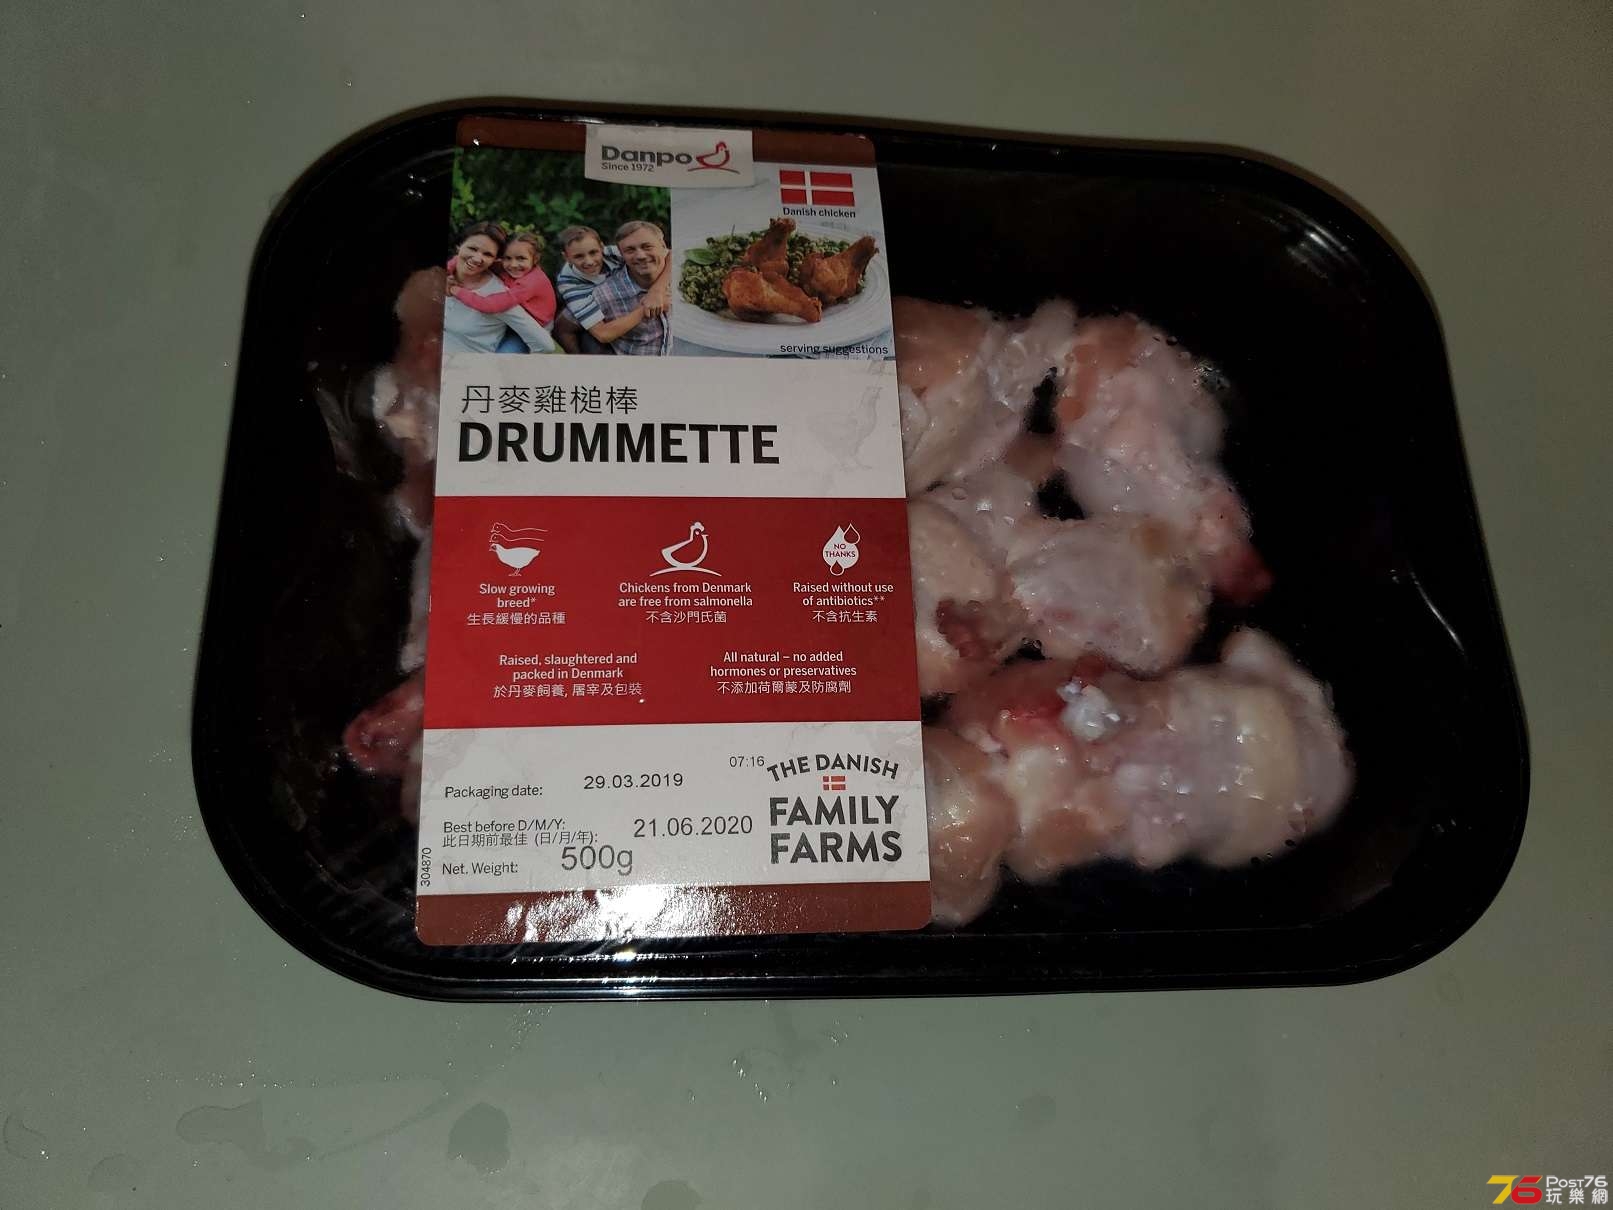 Danpo
Since 1972
Danish chicken
serving suggestions
丹麥雞槌棒
DRUMMETTE
NO
THANKS
Slow growing
breed*
生長緩慢的品種
Chickens from Denmark
are free from salmonella
不含沙門氏菌
Raised without use
of antibiotics**
不含抗生素
Raised, slaughtered and
packed in Denmark
於丹麥飼養, 屠宰及包裝
All natural – no added
hormones or preservatives
不添加荷爾蒙及防腐劑
07:16
Packaging date: 29.03.2019
Best before D/M/Y: 21.06.2020
此日期前最佳 (日/月/年):
Net. Weight: 500g
304870
THE DANISH
FAMILY
FARMS
76 Post76
玩樂網